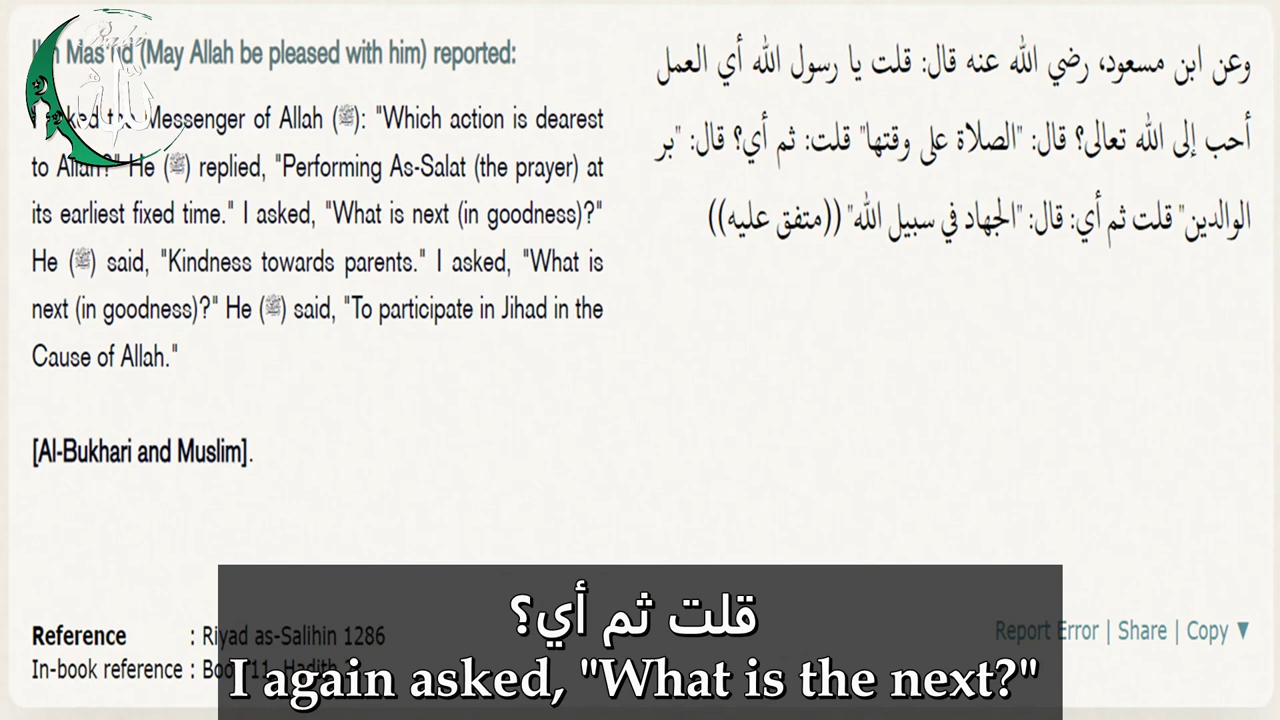 Mas (May Allah be pleased with him) reported:
Messenger of Allah (ﷺ): "Which action is dearest
to Allah?" He (ﷺ) replied, "Performing As-Salat (the prayer) at
its earliest fixed time." I asked, "What is next (in goodness)?"
He (ﷺ) said, "Kindness towards parents." I asked, "What is
next (in goodness)?" He (ﷺ) said, "To participate in Jihad in the
Cause of Allah."
[Al-Bukhari and Muslim].
وعن ابن مسعود، رضي الله عنه قال: قلت يا رسول الله أي العمل
أحب إلى الله تعالى؟ قال: "الصلاة على وقتها" قلت: ثم أي؟ قال: "بر
الوالدين" قلت ثم أي: قال: "الجهاد في سبيل الله" ((متفق عليه))
Reference : Riyad as-Salihin 1286
In-book reference : Hadith
Report Error | Share | Copy ▼
قلت ثم أي؟
I again asked, "What is the next?"